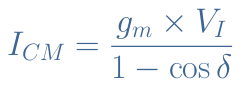 I_{CM} = \frac{g_m \times V_I}{1 - \cos \delta}